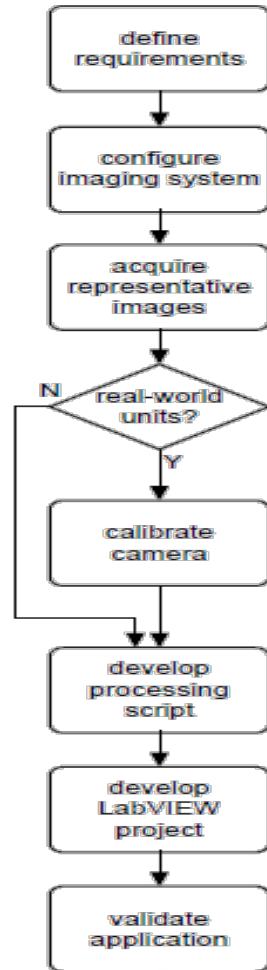 define
requirements
configure
imaging system
acquire
representative
images
real-world
units?
N
Y
calibrate
camera
develop
processing
script
develop
LabVIEW
project
validate
application